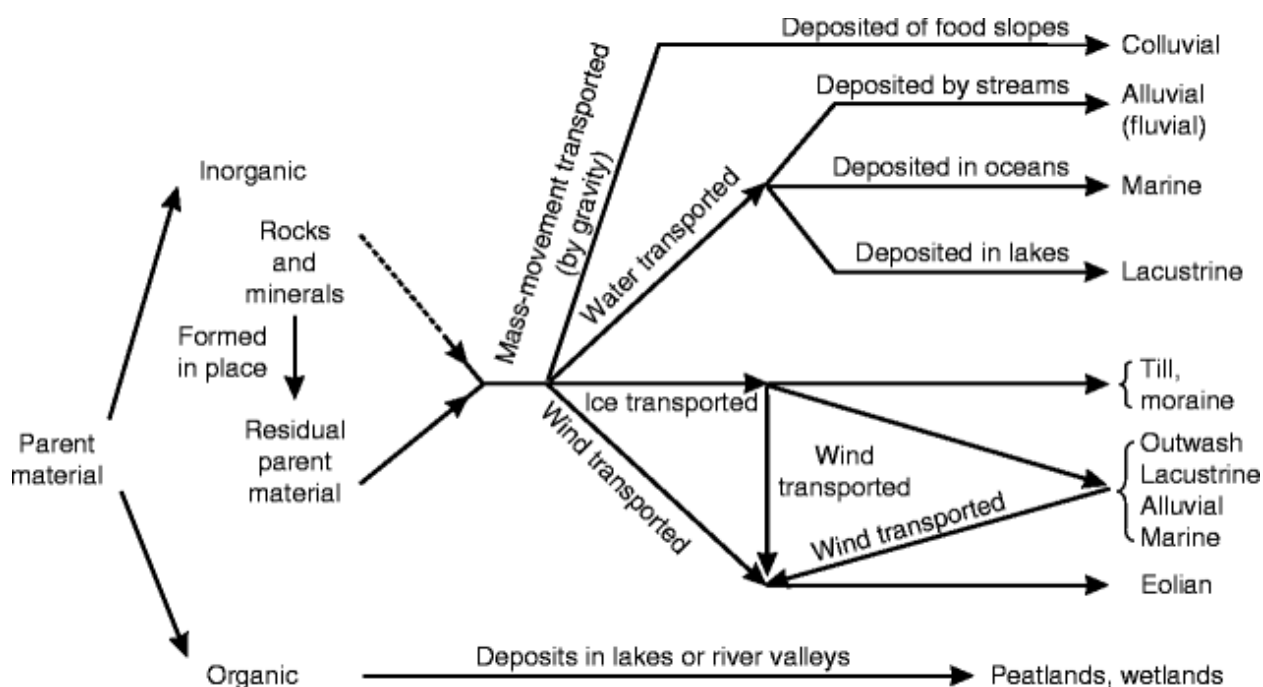 Deposited of food slopes
Colluvial
Mass-movement transported
(by gravity)
Deposited by streams
Alluvial
(fluvial)
Inorganic
Water transported
Deposited in oceans
Marine
Rocks
and
minerals
Deposited in lakes
Lacustrine
Formed
in place
Ice transported
Till,
moraine
Residual
parent
material
Parent
material
Wind transported
Wind
transported
Wind transported
Outwash
Lacustrine
Alluvial
Marine
Eolian
Organic
Deposits in lakes or river valleys
Peatlands, wetlands